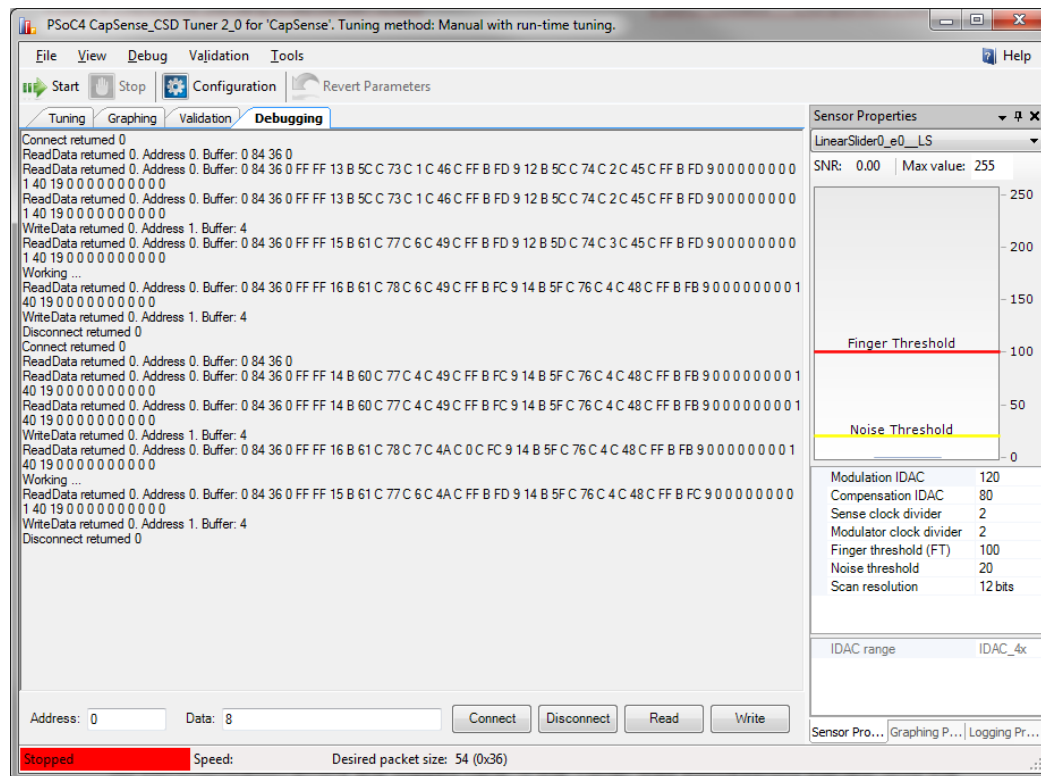 PSoC4 CapSense_CSD Tuner 2_0 for 'CapSense'. Tuning method: Manual with run-time tuning.
File View Debug Validation Tools Help
Start Stop Configuration Revert Parameters
Tuning Graphing Validation Debugging
Connect returned 0
ReadData returned 0. Address 0. Buffer: 0 84 36 0
ReadData returned 0. Address 0. Buffer: 0 84 36 0 FF FF 13 B 5C C 73 C 1 C 46 C FF B FD 9 12 B 5C C 74 C 2 C 45 C FF B FD 9 0 0 0 0 0 0 0 0
1 40 19 0 0 0 0 0 0 0 0 0 0
ReadData returned 0. Address 0. Buffer: 0 84 36 0 FF FF 13 B 5C C 73 C 1 C 46 C FF B FD 9 12 B 5C C 74 C 2 C 45 C FF B FD 9 0 0 0 0 0 0 0 0
1 40 19 0 0 0 0 0 0 0 0 0 0
WriteData returned 0. Address 1. Buffer: 4
ReadData returned 0. Address 0. Buffer: 0 84 36 0 FF FF 15 B 61 C 77 C 6 C 49 C FF B FD 9 12 B 5D C 74 C 3 C 45 C FF B FD 9 0 0 0 0 0 0 0 0
1 40 19 0 0 0 0 0 0 0 0 0 0
Working ...
ReadData returned 0. Address 0. Buffer: 0 84 36 0 FF FF 16 B 61 C 78 C 6 C 49 C FF B FC 9 14 B 5F C 76 C 4 C 48 C FF B FB 9 0 0 0 0 0 0 0 0 1
40 19 0 0 0 0 0 0 0 0 0 0
WriteData returned 0. Address 1. Buffer: 4
Disconnect returned 0
Connect returned 0
ReadData returned 0. Address 0. Buffer: 0 84 36 0
ReadData returned 0. Address 0. Buffer: 0 84 36 0 FF FF 14 B 60 C 77 C 4 C 49 C FF B FC 9 14 B 5F C 76 C 4 C 48 C FF B FB 9 0 0 0 0 0 0 0 0 1
40 19 0 0 0 0 0 0 0 0 0 0
ReadData returned 0. Address 0. Buffer: 0 84 36 0 FF FF 14 B 60 C 77 C 4 C 49 C FF B FC 9 14 B 5F C 76 C 4 C 48 C FF B FB 9 0 0 0 0 0 0 0 0 1
40 19 0 0 0 0 0 0 0 0 0 0
WriteData returned 0. Address 1. Buffer: 4
ReadData returned 0. Address 0. Buffer: 0 84 36 0 FF FF 16 B 61 C 78 C 7 C 4A C 0 C FC 9 14 B 5F C 76 C 4 C 48 C FF B FB 9 0 0 0 0 0 0 0 0 1
40 19 0 0 0 0 0 0 0 0 0 0
Working ...
ReadData returned 0. Address 0. Buffer: 0 84 36 0 FF FF 15 B 61 C 77 C 6 C 4A C FF B FD 9 14 B 5F C 76 C 4 C 48 C FF B FC 9 0 0 0 0 0 0 0 0
1 40 19 0 0 0 0 0 0 0 0 0 0
WriteData returned 0. Address 1. Buffer: 4
Disconnect returned 0
Address: 0 Data: 8 Connect Disconnect Read Write
Sensor Properties
LinearSlider0_e0__LS
SNR: 0.00 Max value: 255
250
200
150
Finger Threshold
100
50
Noise Threshold
0
Modulation IDAC 120
Compensation IDAC 80
Sense clock divider 2
Modulator clock divider 2
Finger threshold (FT) 100
Noise threshold 20
Scan resolution 12 bits
IDAC range IDAC_4x
Sensor Pro... Graphing P... Logging Pr...
Stopped Speed: Desired packet size: 54 (0x36)